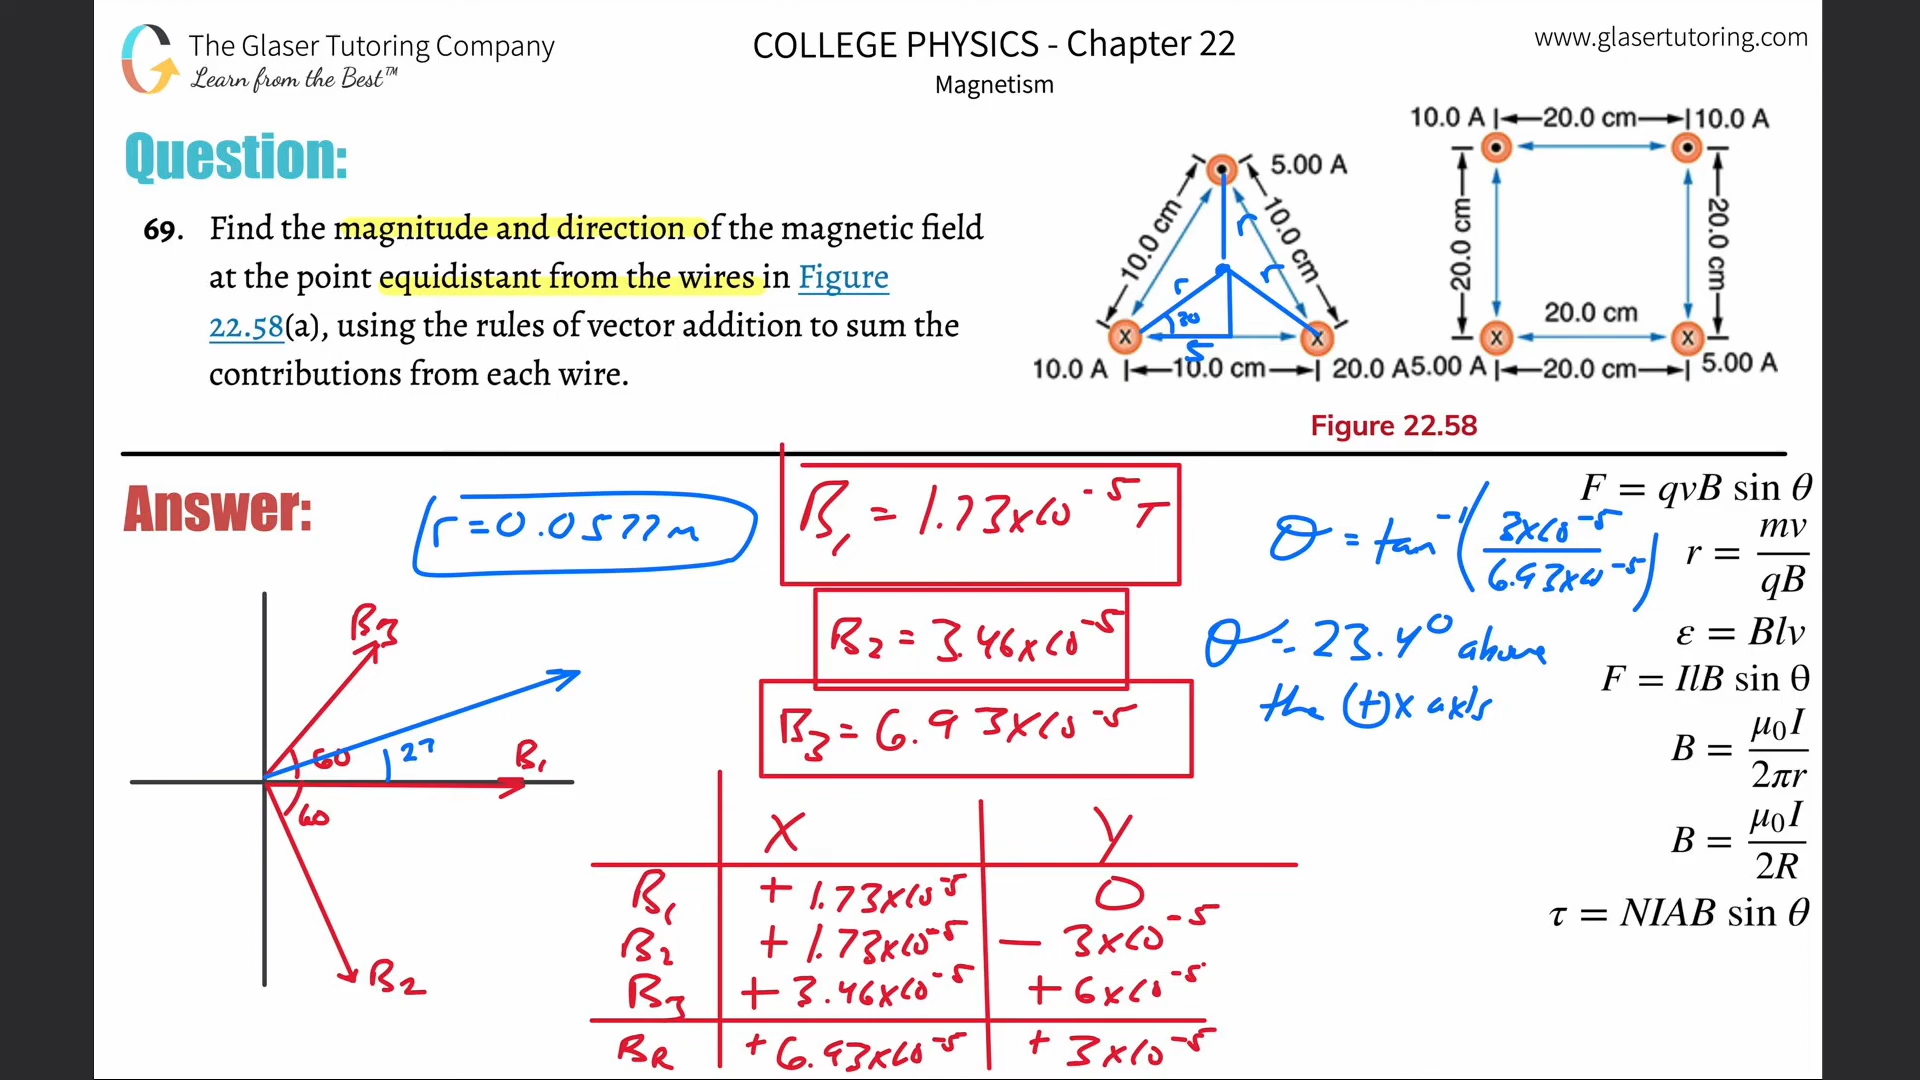 The Glaser Tutoring Company
Learn from the Best™
COLLEGE PHYSICS - Chapter 22
Magnetism
www.glasertutoring.com
Question:
69. Find the magnitude and direction of the magnetic field
at the point equidistant from the wires in Figure
22.58(a), using the rules of vector addition to sum the
contributions from each wire.
5.00 A
10.0 cm
10.0 cm
r
r
r
30
5
x
x
10.0 A
10.0 cm
20.0 A
10.0 A
20.0 cm
10.0 A
20.0 cm
20.0 cm
20.0 cm
x
x
5.00 A
20.0 cm
5.00 A
Figure 22.58
Answer:
r = 0.0577m
B₁ = 1.73x10⁻⁵ T
B₂ = 3.46x10⁻⁵
B₃ = 6.93x10⁻⁵
θ = tan⁻¹(3x10⁻⁵ / 6.93x10⁻⁵)
θ = 23.4° above
the (+)x axis
F = qvB sin θ
r = mv / qB
ε = Blv
F = IlB sin θ
B = μ₀I / 2πr
B = μ₀I / 2R
τ = NIAB sin θ
B₃
60
B₁
60
B₂
X y
B₁ + 1.73x10⁻⁵ 0
B₂ + 1.73x10⁻⁵ - 3x10⁻⁵
B₃ + 3.46x10⁻⁵ + 6x10⁻⁵
BR + 6.93x10⁻⁵ + 3x10⁻⁵